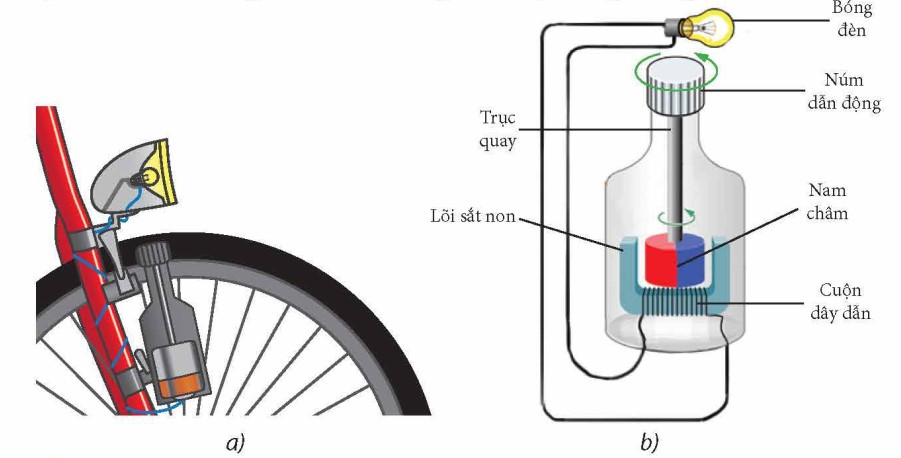 Bóng
đèn
Núm
dẫn động
Trục
quay
Nam
châm
Lõi sắt non
Cuộn
dây dẫn
a)
b)